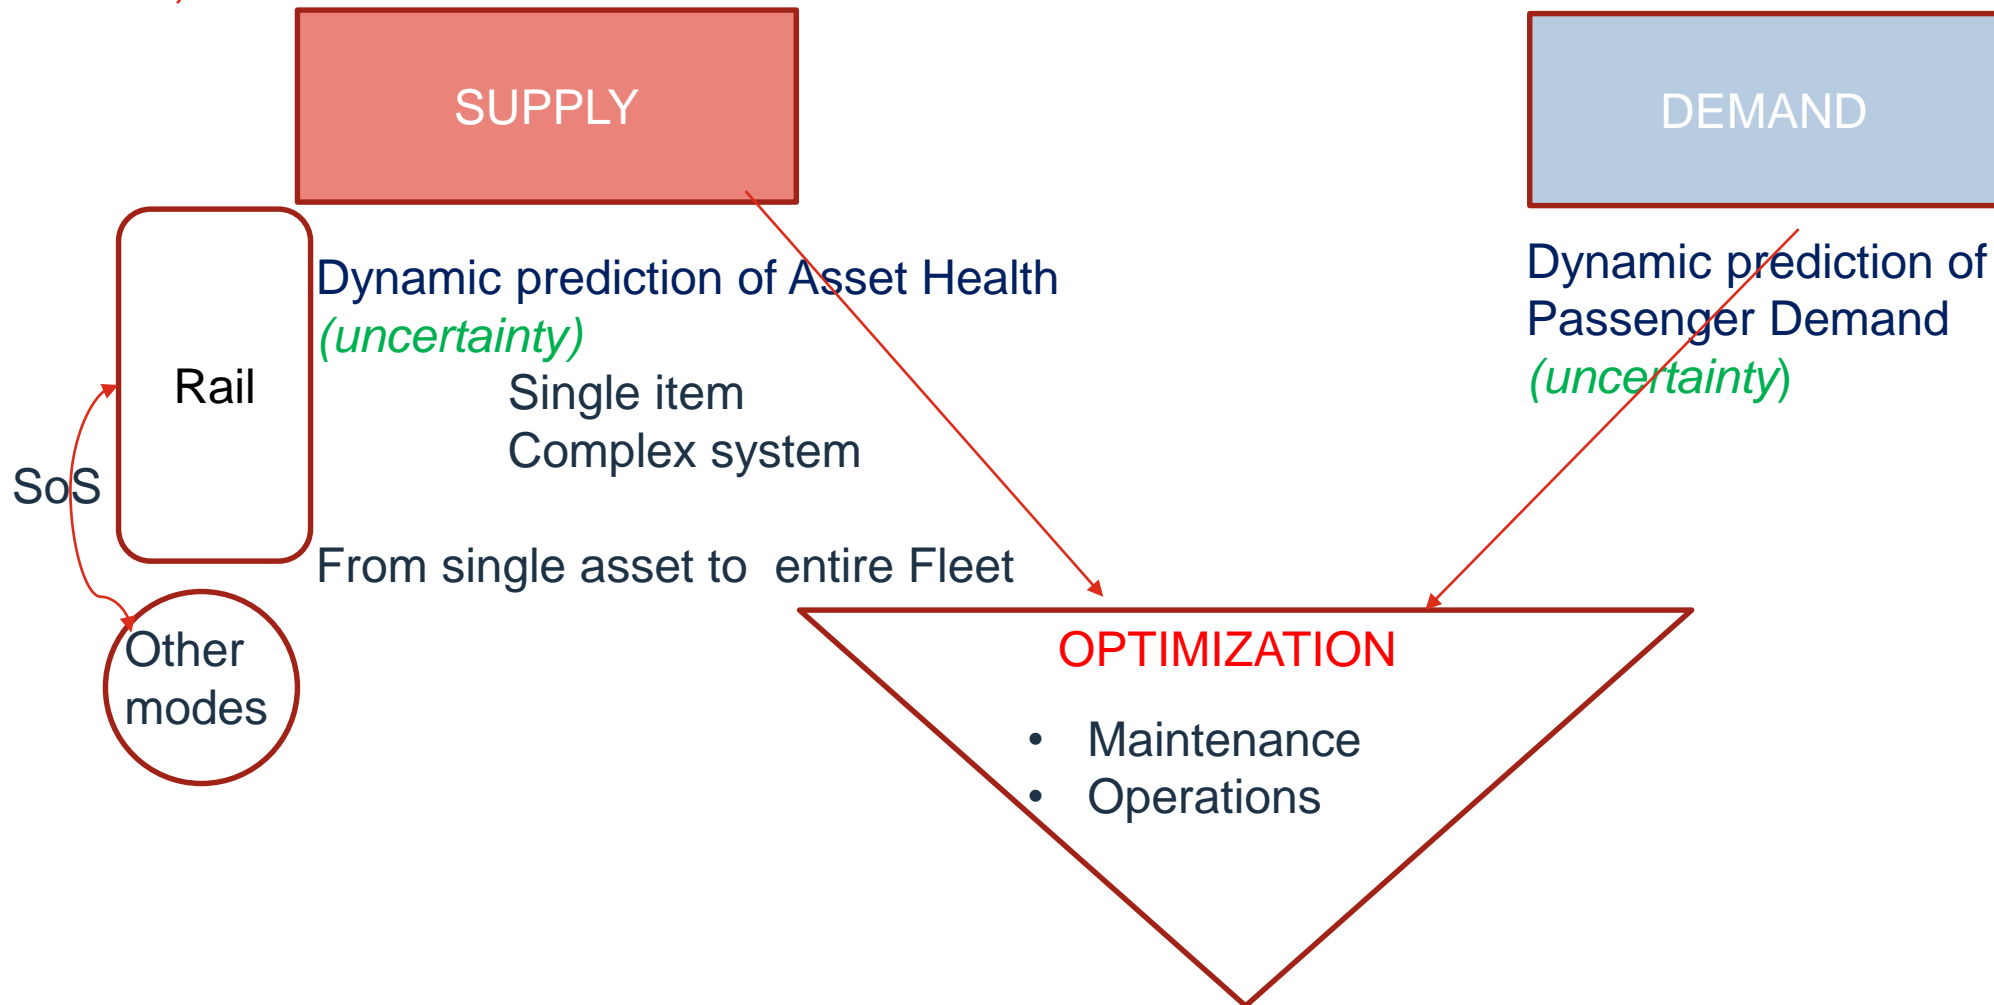 SUPPLY
DEMAND
Dynamic prediction of Asset Health
(uncertainty)
Single item
Complex system
From single asset to  entire Fleet
Rail
SoS
Other
modes
Dynamic prediction of
Passenger Demand
(uncertainty)
OPTIMIZATION
• Maintenance
• Operations